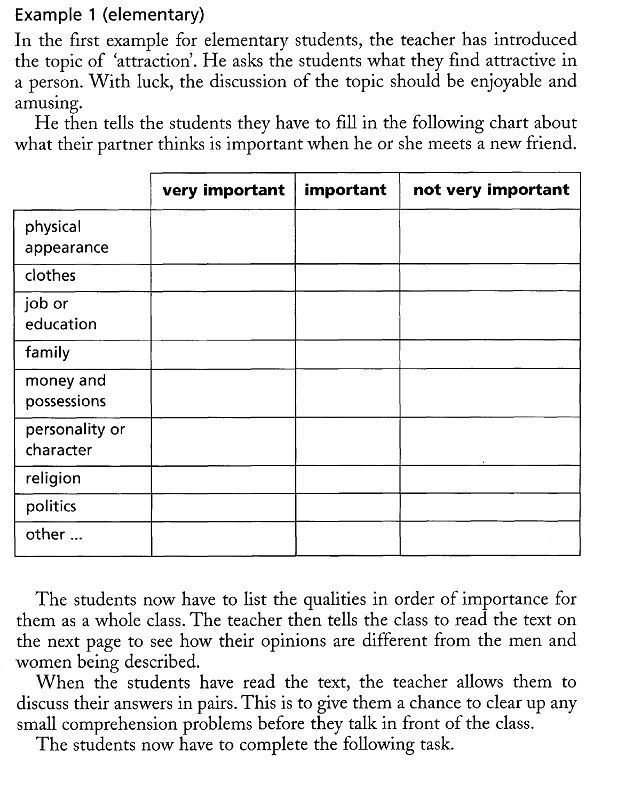 Example 1 (elementary)
In the first example for elementary students, the teacher has introduced
the topic of ‘attraction’. He asks the students what they find attractive in
a person. With luck, the discussion of the topic should be enjoyable and
amusing.
He then tells the students they have to fill in the following chart about
what their partner thinks is important when he or she meets a new friend.
very important important not very important
physical
appearance
clothes
job or
education
family
money and
possessions
personality or
character
religion
politics
other ...
The students now have to list the qualities in order of importance for
them as a whole class. The teacher then tells the class to read the text on
the next page to see how their opinions are different from the men and
women being described.
When the students have read the text, the teacher allows them to
discuss their answers in pairs. This is to give them a chance to clear up any
small comprehension problems before they talk in front of the class.
The students now have to complete the following task.